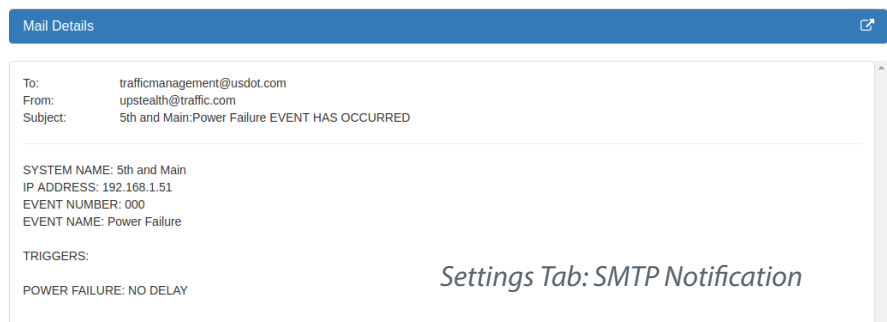 Mail Details
To: trafficmanagement@usdot.com
From: upstealth@traffic.com
Subject: 5th and Main:Power Failure EVENT HAS OCCURRED
SYSTEM NAME: 5th and Main
IP ADDRESS: 192.168.1.51
EVENT NUMBER: 000
EVENT NAME: Power Failure
TRIGGERS:
Settings Tab: SMTP Notification
POWER FAILURE: NO DELAY